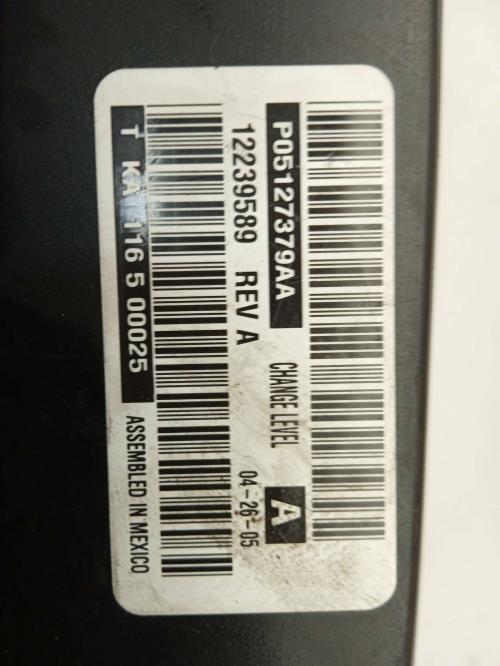 P05127379AA CHANGE LEVEL A
12239589 REV A 04-26-05
T KA 116 5 00025 ASSEMBLED IN MEXICO